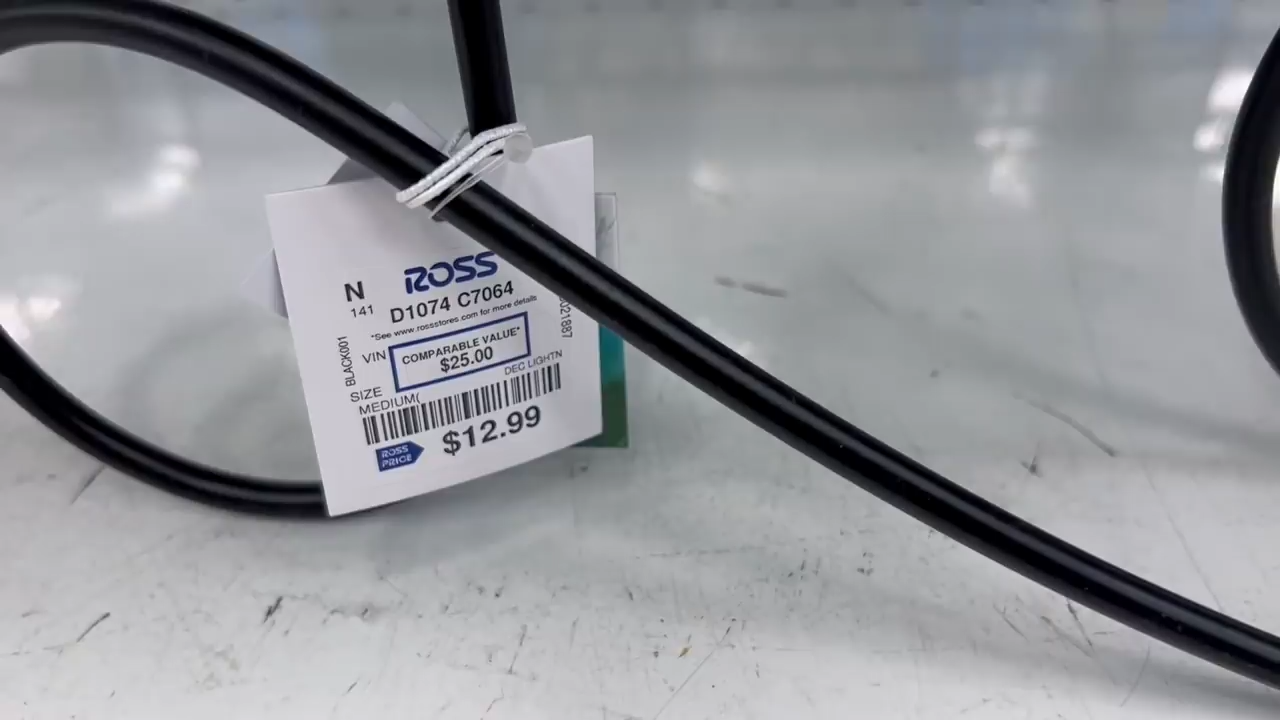 N
ROSS
141
D1074 C7064
*See www.rossstores.com for more details
BLACK001
VIN
COMPARABLE VALUE*
$25.00
SIZE
DEC LIGHTN
MEDIUM(
$12.99
ROSS
PRICE